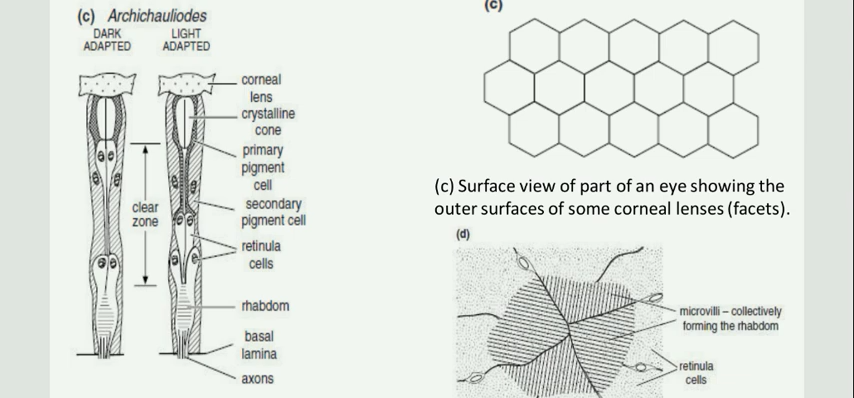 (c) Archichauliodes
DARK
ADAPTED
LIGHT
ADAPTED
corneal
lens
crystalline
cone
primary
pigment
cell
secondary
pigment cell
clear
zone
retinula
cells
rhabdom
basal
lamina
axons
(c)
(c) Surface view of part of an eye showing the
outer surfaces of some corneal lenses (facets).
(d)
microvilli – collectively
forming the rhabdom
retinula
cells